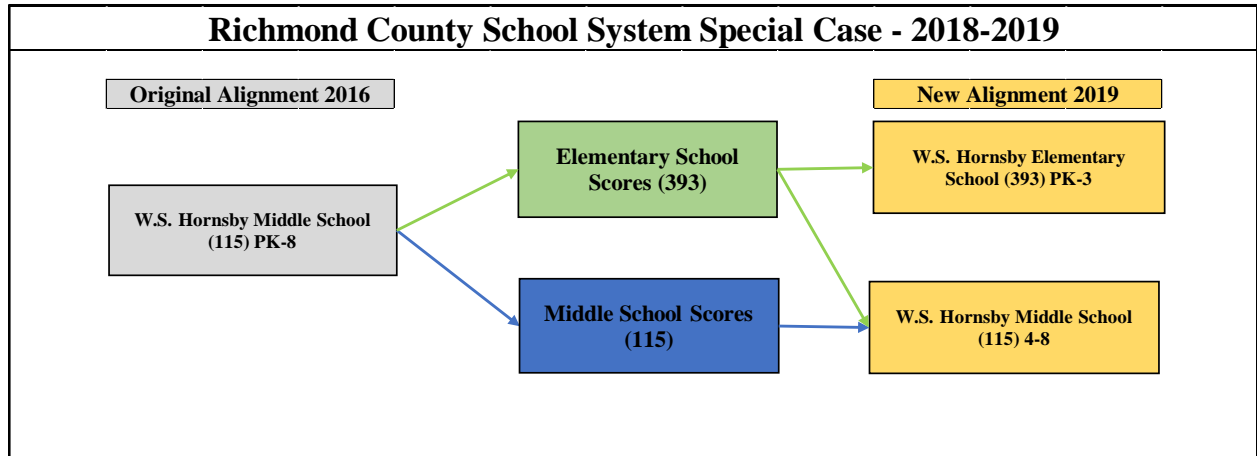 Richmond County School System Special Case - 2018-2019
Original Alignment 2016
New Alignment 2019
Elementary School
Scores (393)
W.S. Hornsby Elementary
School (393) PK-3
W.S. Hornsby Middle School
(115) PK-8
Middle School Scores
(115)
W.S. Hornsby Middle School
(115) 4-8